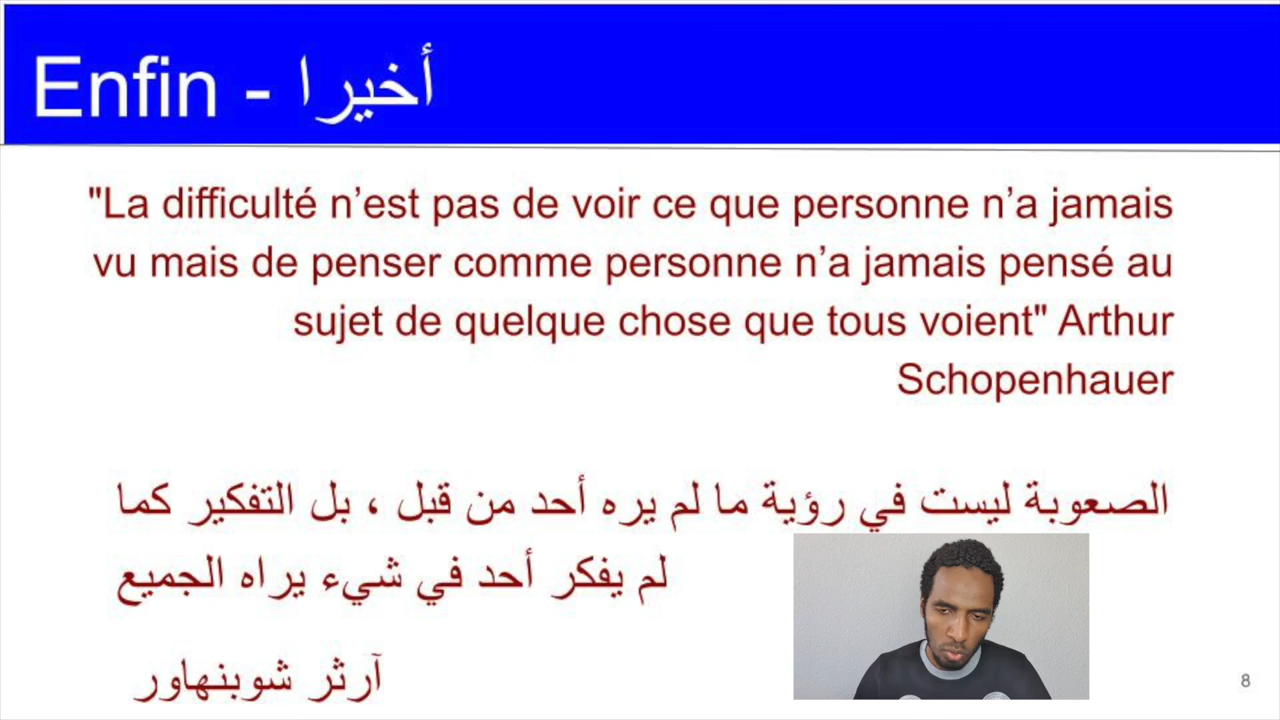 Enfin - أخيرا
"La difficulté n’est pas de voir ce que personne n’a jamais
vu mais de penser comme personne n’a jamais pensé au
sujet de quelque chose que tous voient" Arthur
Schopenhauer
الصعوبة ليست في رؤية ما لم يره أحد من قبل ، بل التفكير كما
لم يفكر أحد في شيء يراه الجميع
آرثر شوبنهاور
8